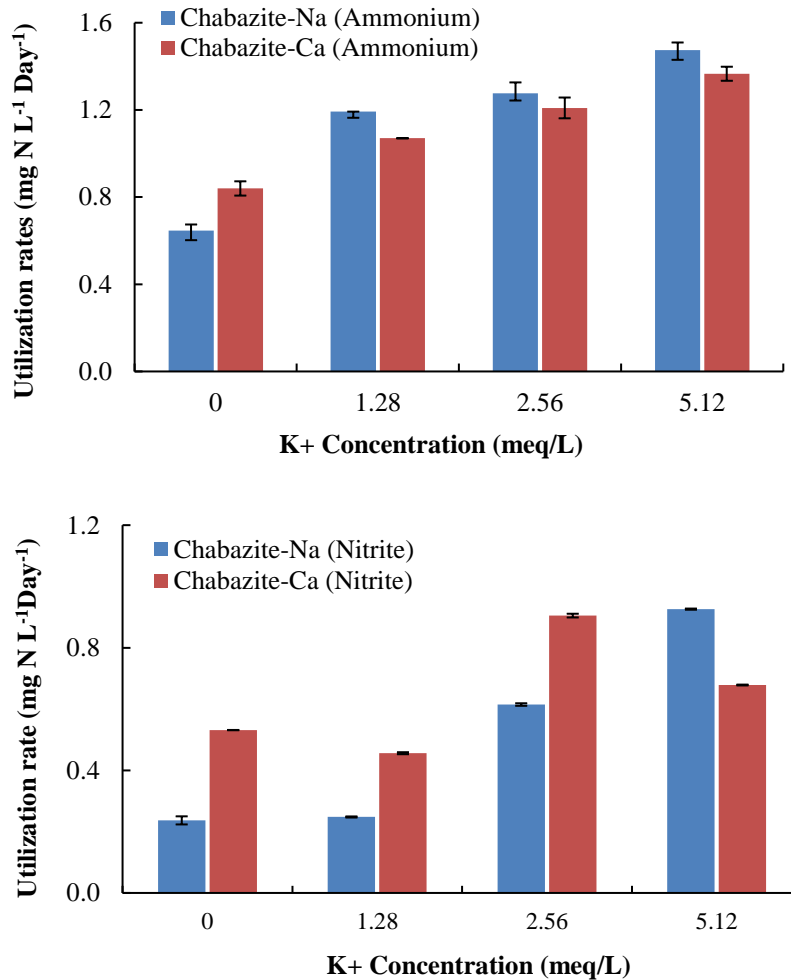 Utilization rates (mg N L⁻¹ Day⁻¹)
1.6
1.2
0.8
0.4
0.0
Chabazite-Na (Ammonium)
Chabazite-Ca (Ammonium)
0 1.28 2.56 5.12
K+ Concentration (meq/L)
Utilization rate (mg N L⁻¹Day⁻¹)
1.2
0.8
0.4
0.0
Chabazite-Na (Nitrite)
Chabazite-Ca (Nitrite)
0 1.28 2.56 5.12
K+ Concentration (meq/L)